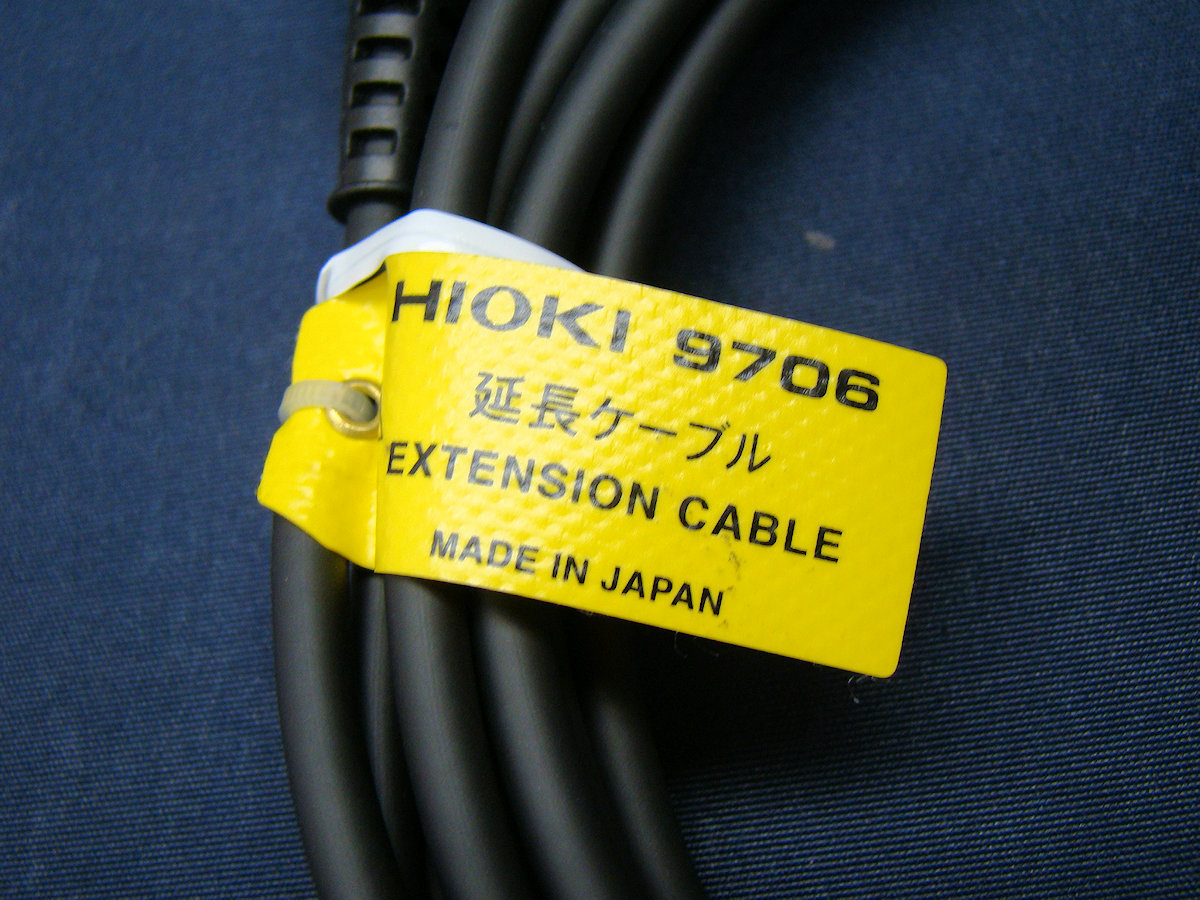 HIOKI 9706
延長ケーブル
EXTENSION CABLE
MADE IN JAPAN